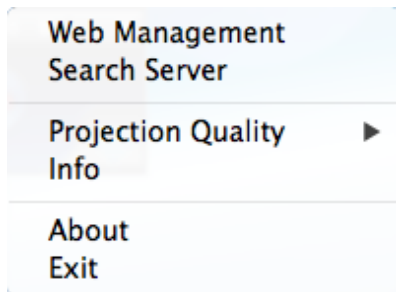 Web Management
Search Server
Projection Quality
Info
About
Exit